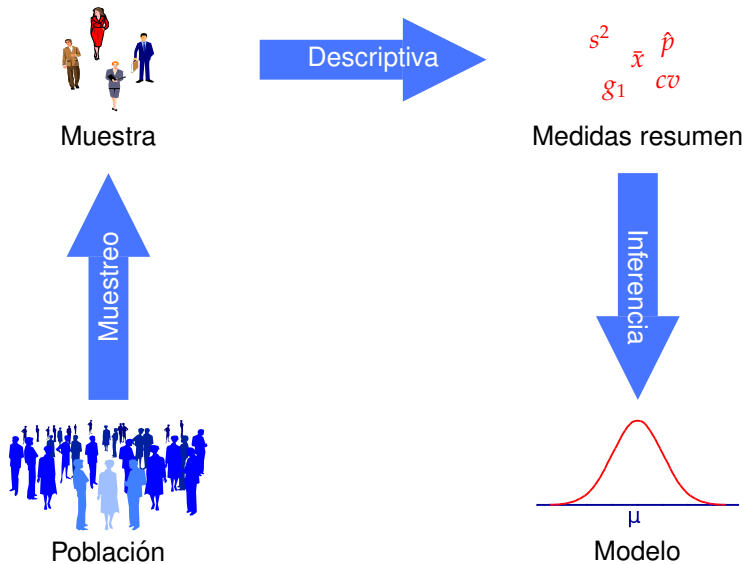 Descriptiva
s² x̄ p̂
g₁ cv
Muestra
Medidas resumen
Muestreo
Inferencia
μ
Población
Modelo